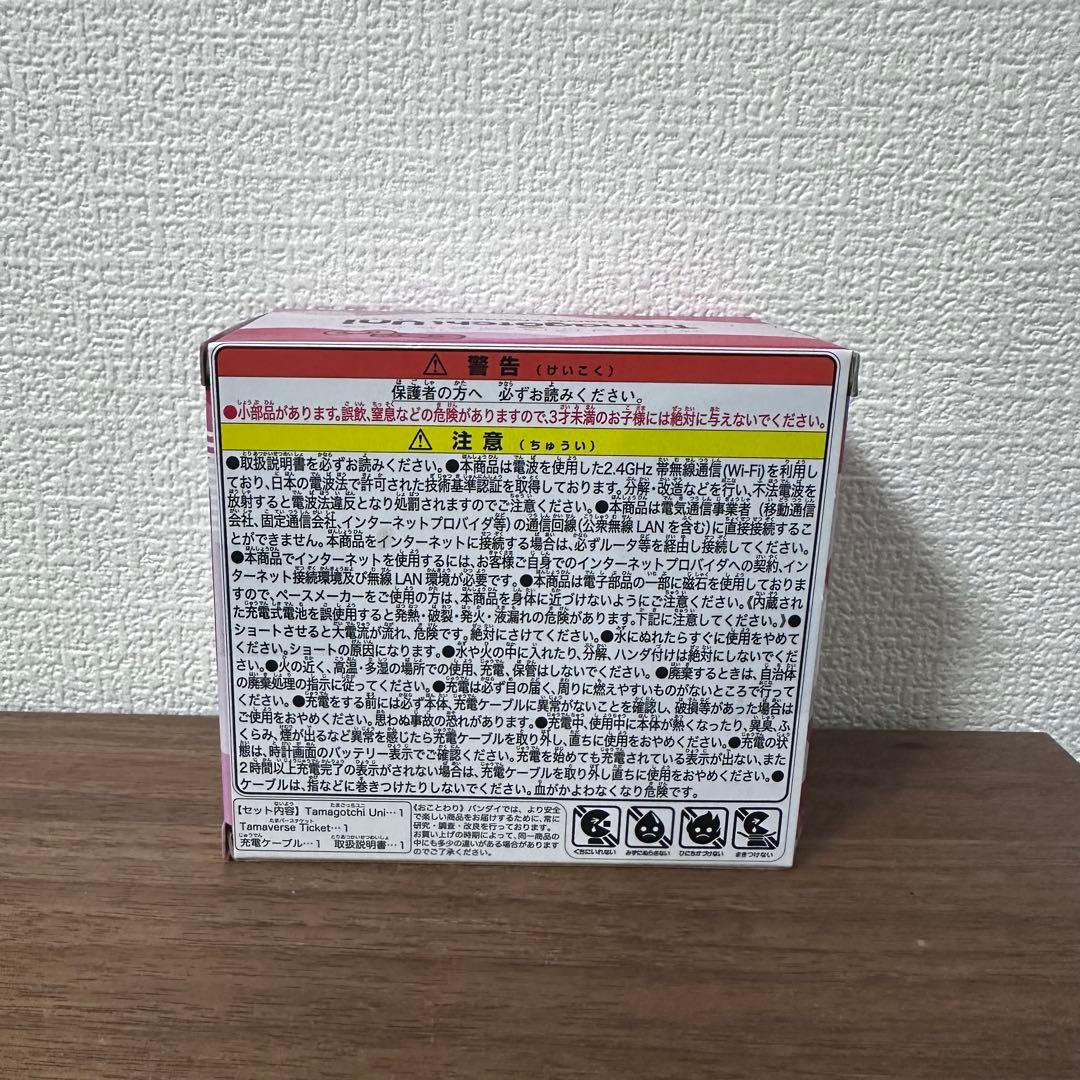 Tamagotchi Uni
警告(けいこく)
保護者の方へ 必ずお読みください。
●小部品があります。誤飲、窒息などの危険がありますので、3才未満のお子様には絶対に与えないでください。
注意(ちゅうい)
●取扱説明書を必ずお読みください。●本商品は電波を使用した2.4GHz 帯無線通信(Wi-Fi)を利用し
ており、日本の電波法で許可された技術基準認証を取得しております。分解・改造などを行い、不法電波を
放射すると電波法違反となり処罰されますのでご注意ください。●本商品は電気通信事業者(移動通信
会社、固定通信会社、インターネットプロバイダ等)の通信回線(公衆無線LANを含む)に直接接続するこ
とができません。本商品をインターネットに接続する場合は、必ずルータ等を経由し接続してください。
●本商品でインターネットを使用するには、お客様ご自身でのインターネットプロバイダへの契約、イン
ターネット接続環境及び無線LAN環境が必要です。●本商品は電子部品の一部に磁石を使用しておりま
すので、ペースメーカーをご使用の方は、本商品を身体に近づけないようにご注意ください。《内蔵され
た充電式電池を誤使用すると発熱・破裂・発火・液漏れの危険があります。下記に注意してください。》●
ショートさせると大電流が流れ、危険です。絶対にさけてください。●水にぬれたらすぐに使用をやめて
ください。ショートの原因になります。●水や火の中に入れたり、分解、ハンダ付けは絶対にしないでくだ
さい。●火の近く、高温・多湿の場所での使用、充電、保管はしないでください。●廃棄するときは、自治体
の廃棄処理の指示に従ってください。●充電は必ず目の届く、周りに燃えやすいものがないところで行って
ください。●充電をする前には必ず本体、充電ケーブルに異常がないことを確認し、破損等があった場合は
ご使用をおやめください。思わぬ事故の恐れがあります。●充電中、使用中に本体が熱くなったり、異臭、ふ
くらみ、煙が出るなど異常を感じたら充電ケーブルを取り外し、直ちに使用をおやめください。●充電の状
態は、時計画面のバッテリー表示でご確認ください。充電を始めても充電されている表示が出ない、また
2時間以上充電完了の表示がされない場合は、充電ケーブルを取り外し直ちに使用をおやめください。●
ケーブルは、指などに巻きつけたりしないでください。血がかよわなくなり危険です。
【セット内容】Tamagotchi Uni…1
Tamaverse Ticket…1
充電ケーブル…1 取扱説明書…1
《おことわり》バンダイでは、より安全
で楽しい商品をお届けするために、常に
研究・調査・改良を行っております。
お買い上げの時期によって、同一商品の
中にも多少の違いがある場合があります
のでご了承ください。
くちにいれない みずにぬらさない ひにちかづけない まきつけない